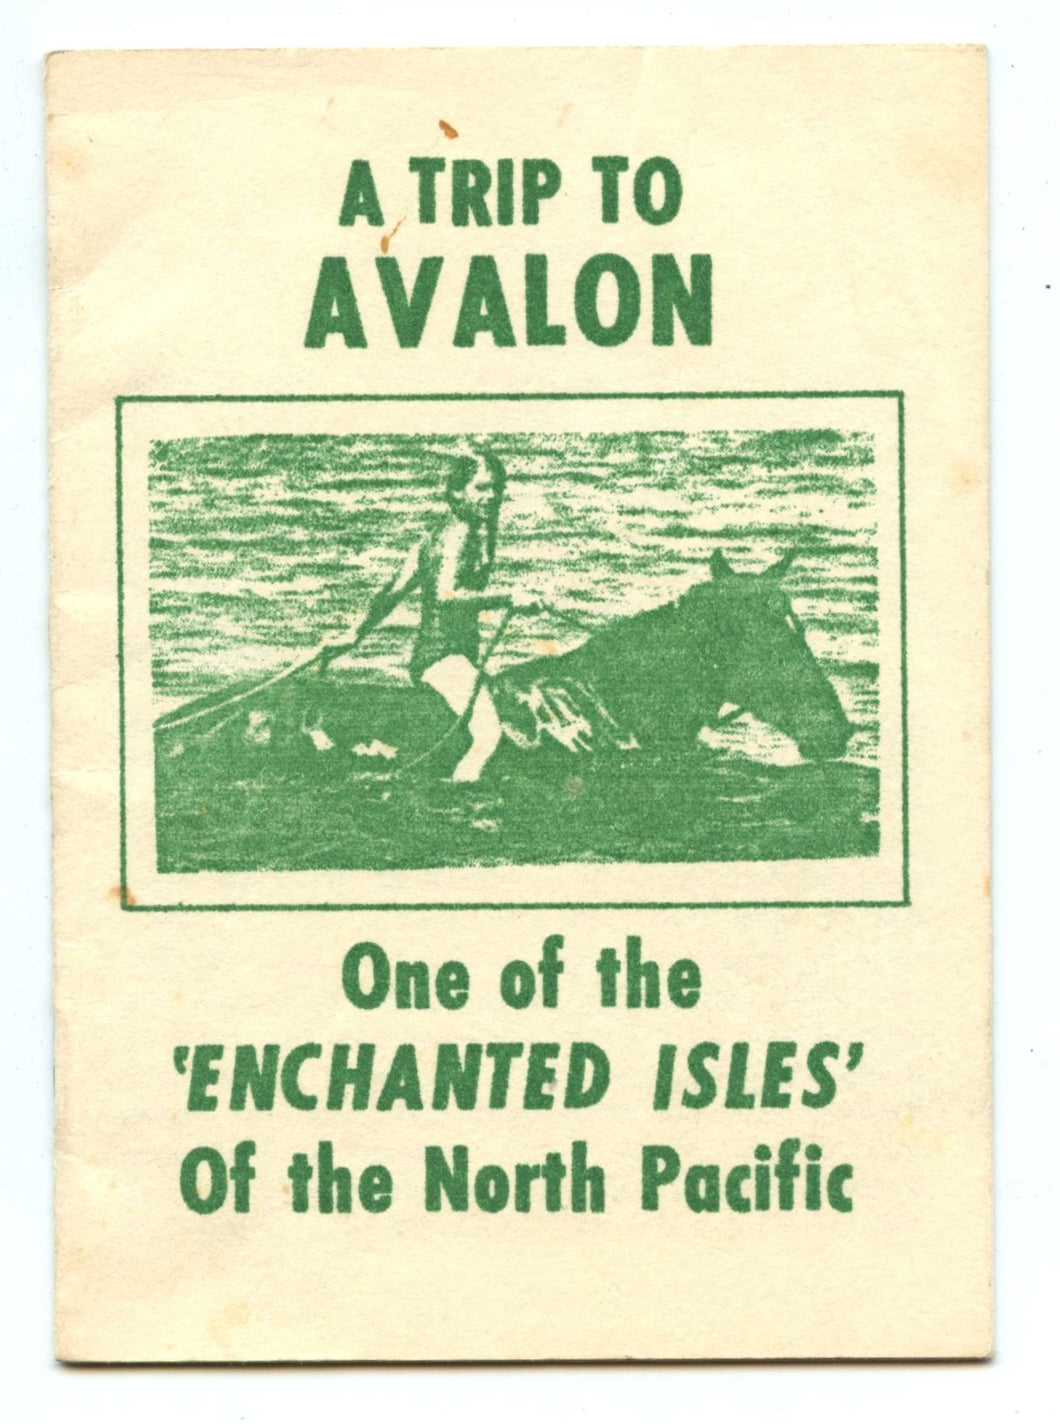 A TRIP TO
AVALON
One of the
'ENCHANTED ISLES'
Of the North Pacific